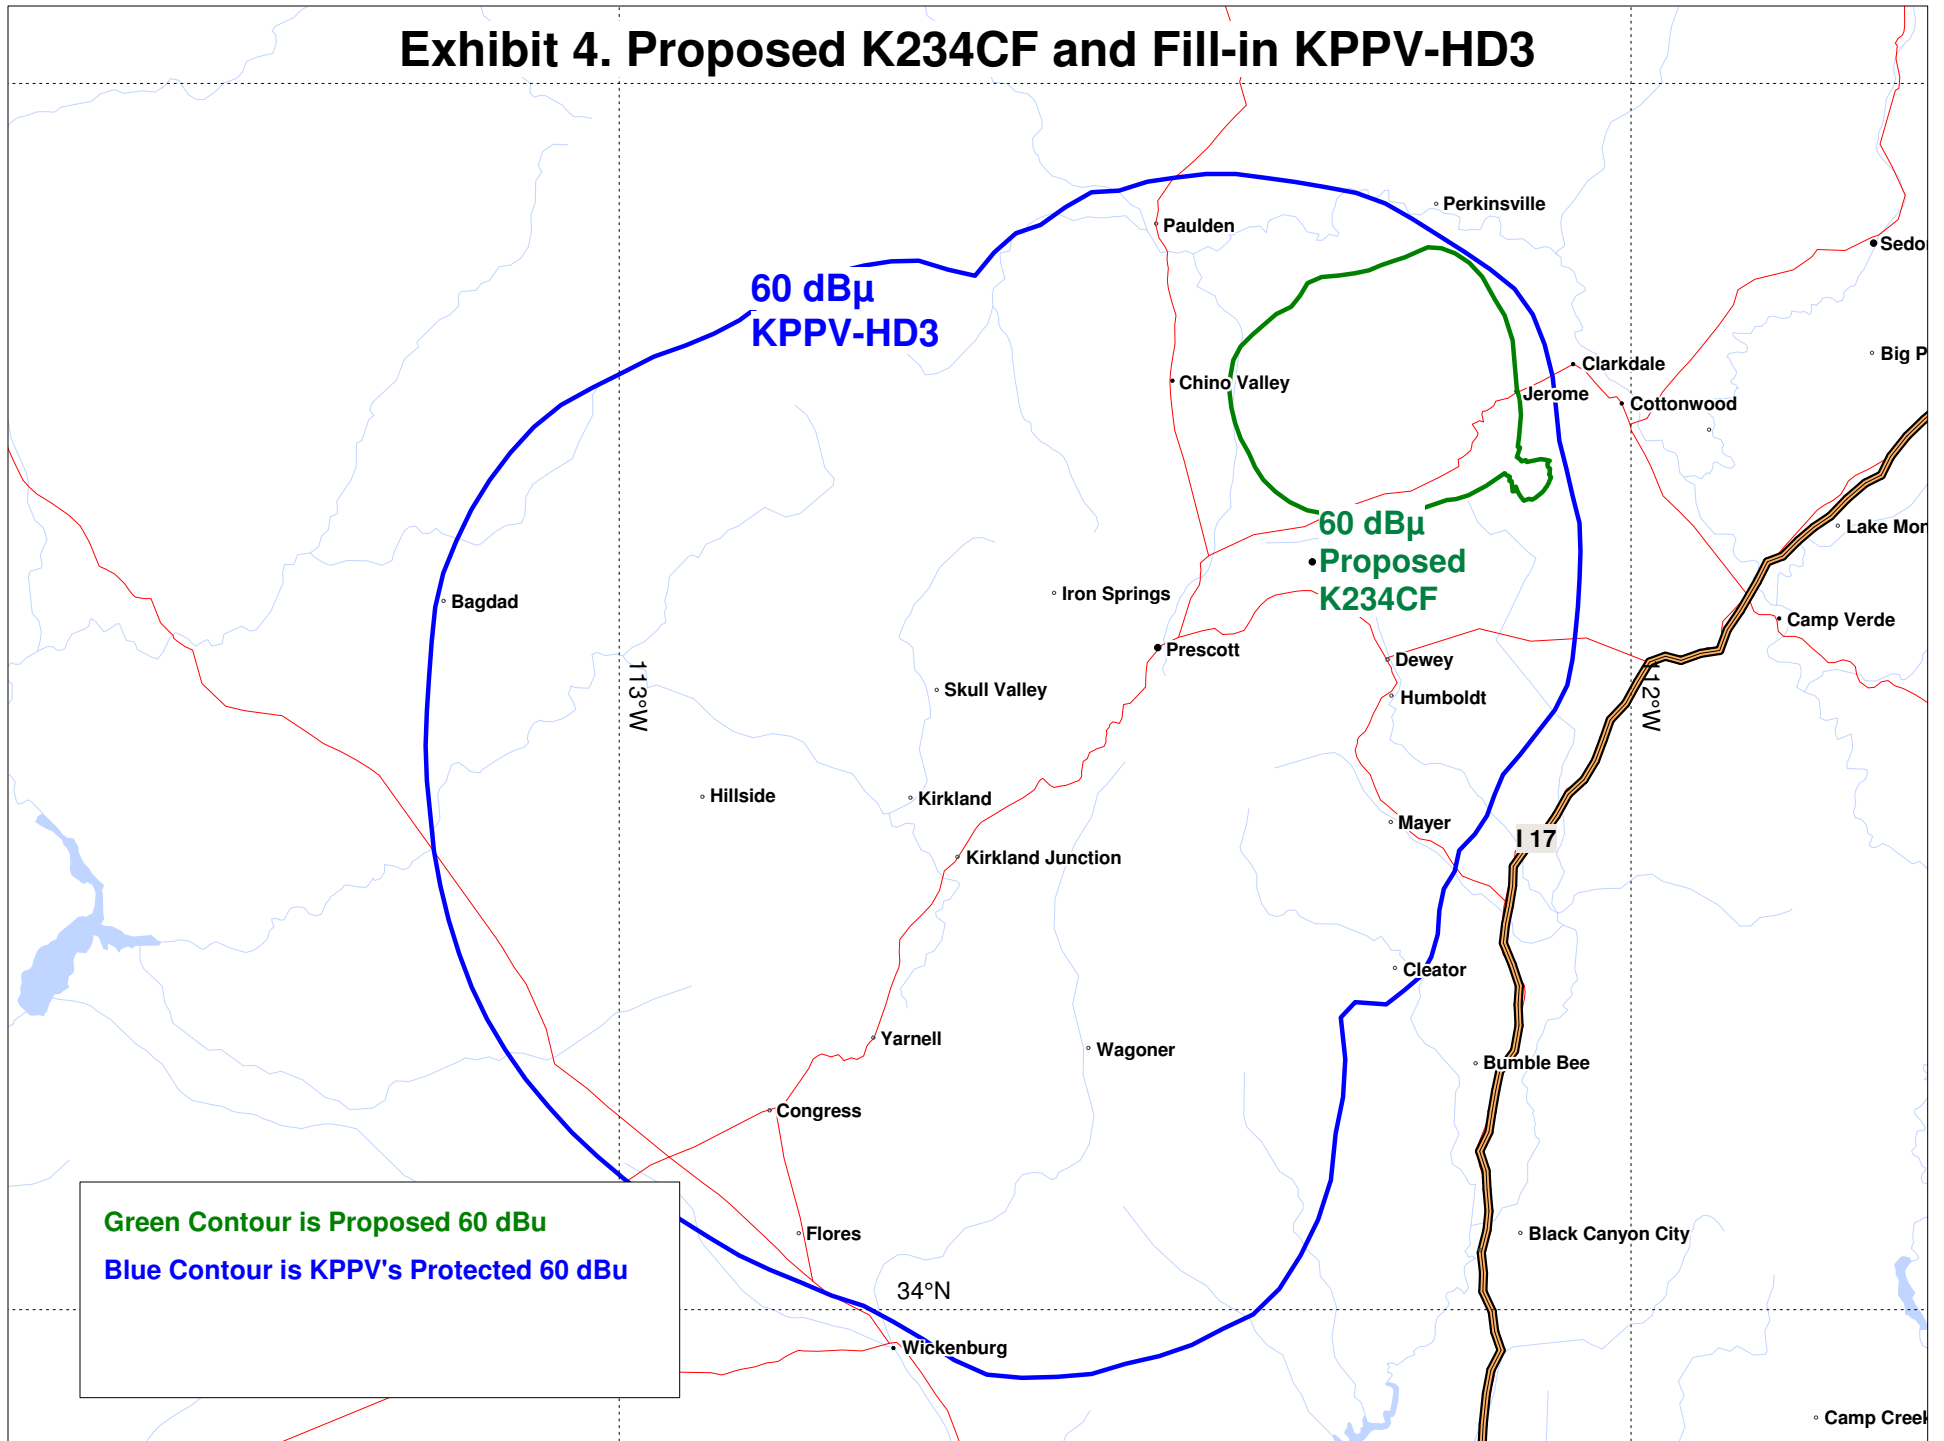 Exhibit 4. Proposed K234CF and Fill-in KPPV-HD3
Perkinsville
Paulden
Sedo
60 dBµ
KPPV-HD3
Big P
Clarkdale
Chino Valley
Jerome
Cottonwood
60 dBµ
Proposed
K234CF
Lake Mon
Bagdad
Iron Springs
Camp Verde
Prescott
Dewey
113°W
112°W
Skull Valley
Humboldt
Hillside
Kirkland
Mayer
I 17
Kirkland Junction
Cleator
Yarnell
Wagoner
Bumble Bee
Congress
Green Contour is Proposed 60 dBu
Flores
Black Canyon City
Blue Contour is KPPV's Protected 60 dBu
34°N
Wickenburg
Camp Creek